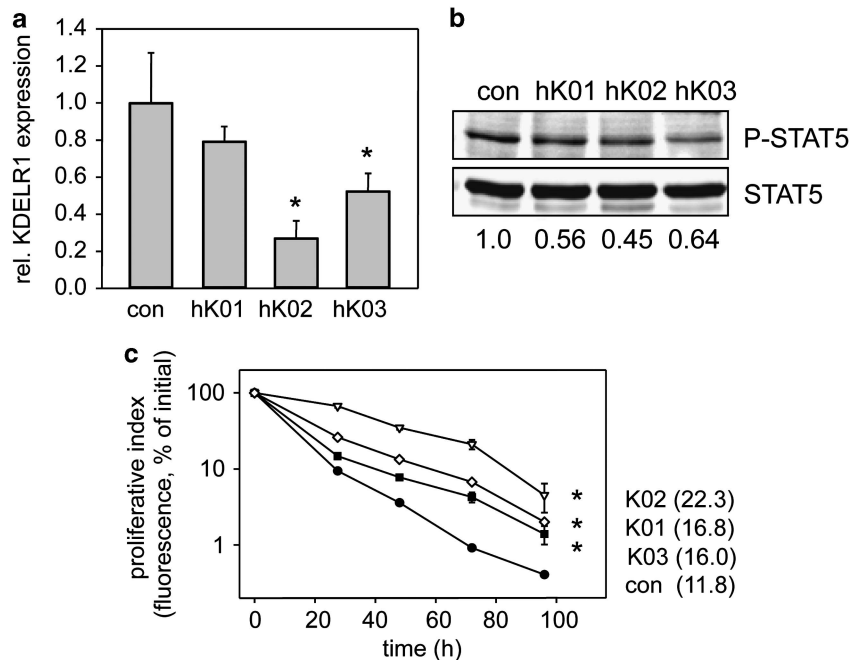 a
1.4
1.2
1.0
0.8
0.6
0.4
0.2
0.0
rel. KDELR1 expression
*
*
con hK01 hK02 hK03
b
con hK01 hK02 hK03
P-STAT5
STAT5
1.0 0.56 0.45 0.64
c
proliferative index
(fluorescence, % of initial)
100
10
1
0 20 40 60 80 100
time (h)
*
*
*
K02 (22.3)
K01 (16.8)
K03 (16.0)
con (11.8)